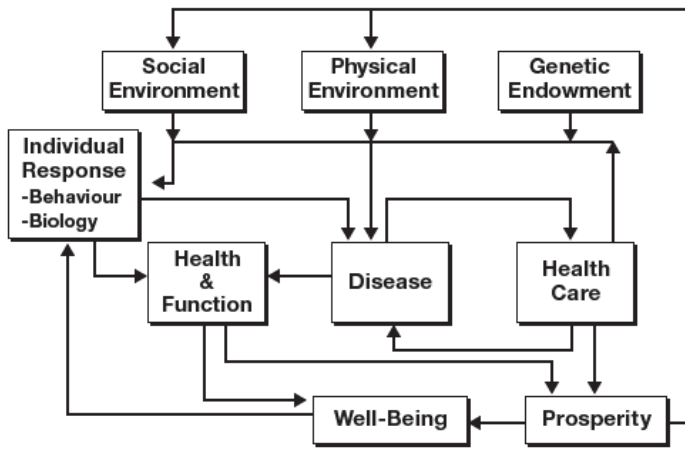 Social
Environment
Physical
Environment
Genetic
Endowment
Individual
Response
-Behaviour
-Biology
Health
&
Function
Disease
Health
Care
Well-Being
Prosperity